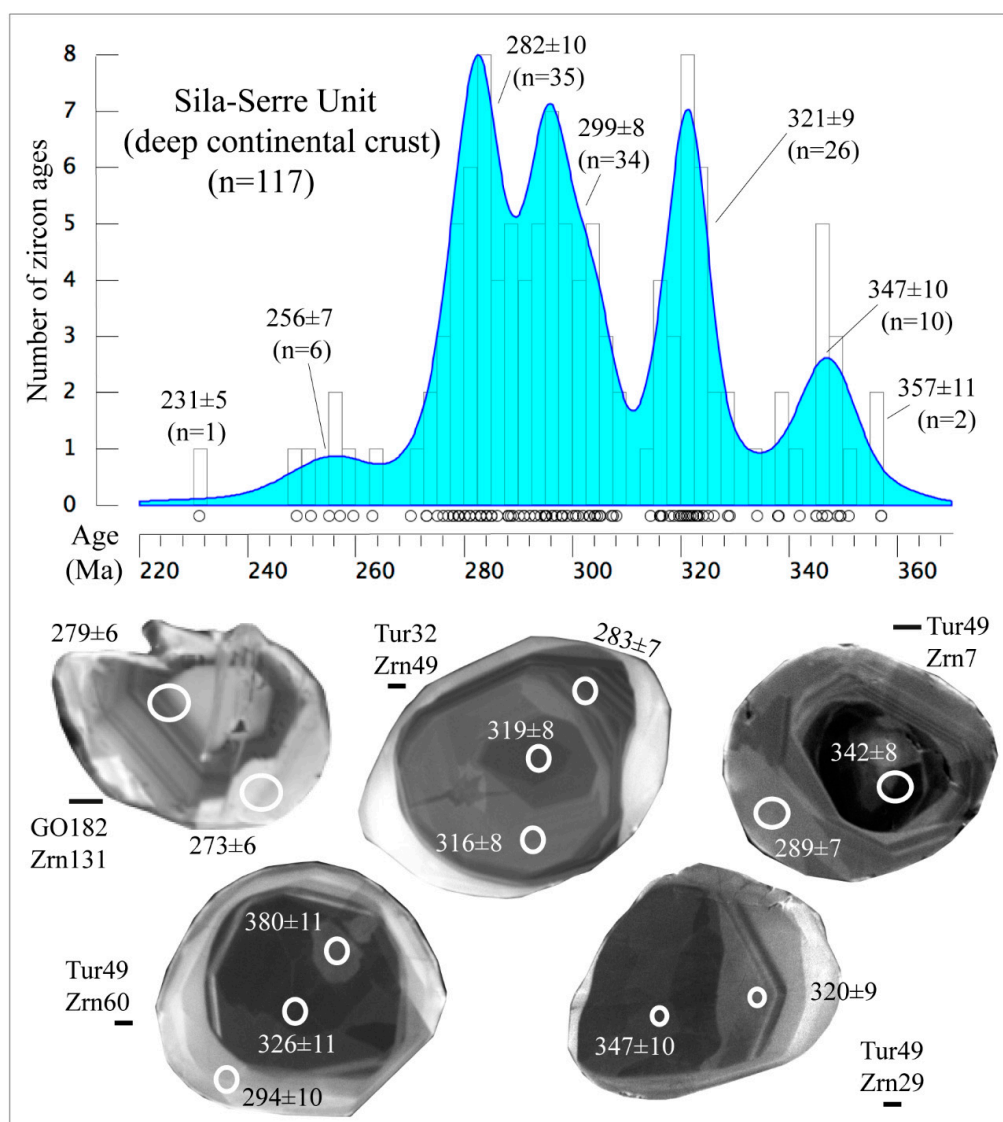 8
7
6
5
4
3
2
1
0
Number of zircon ages
Sila-Serre Unit
(deep continental crust)
(n=117)
231±5
(n=1)
256±7
(n=6)
282±10
(n=35)
299±8
(n=34)
321±9
(n=26)
347±10
(n=10)
357±11
(n=2)
Age
(Ma)
220 240 260 280 300 320 340 360
279±6
273±6
GO182
Zrn131
Tur32
Zrn49
283±7
319±8
316±8
Tur49
Zrn7
342±8
289±7
Tur49
Zrn60
380±11
326±11
294±10
347±10
320±9
Tur49
Zrn29